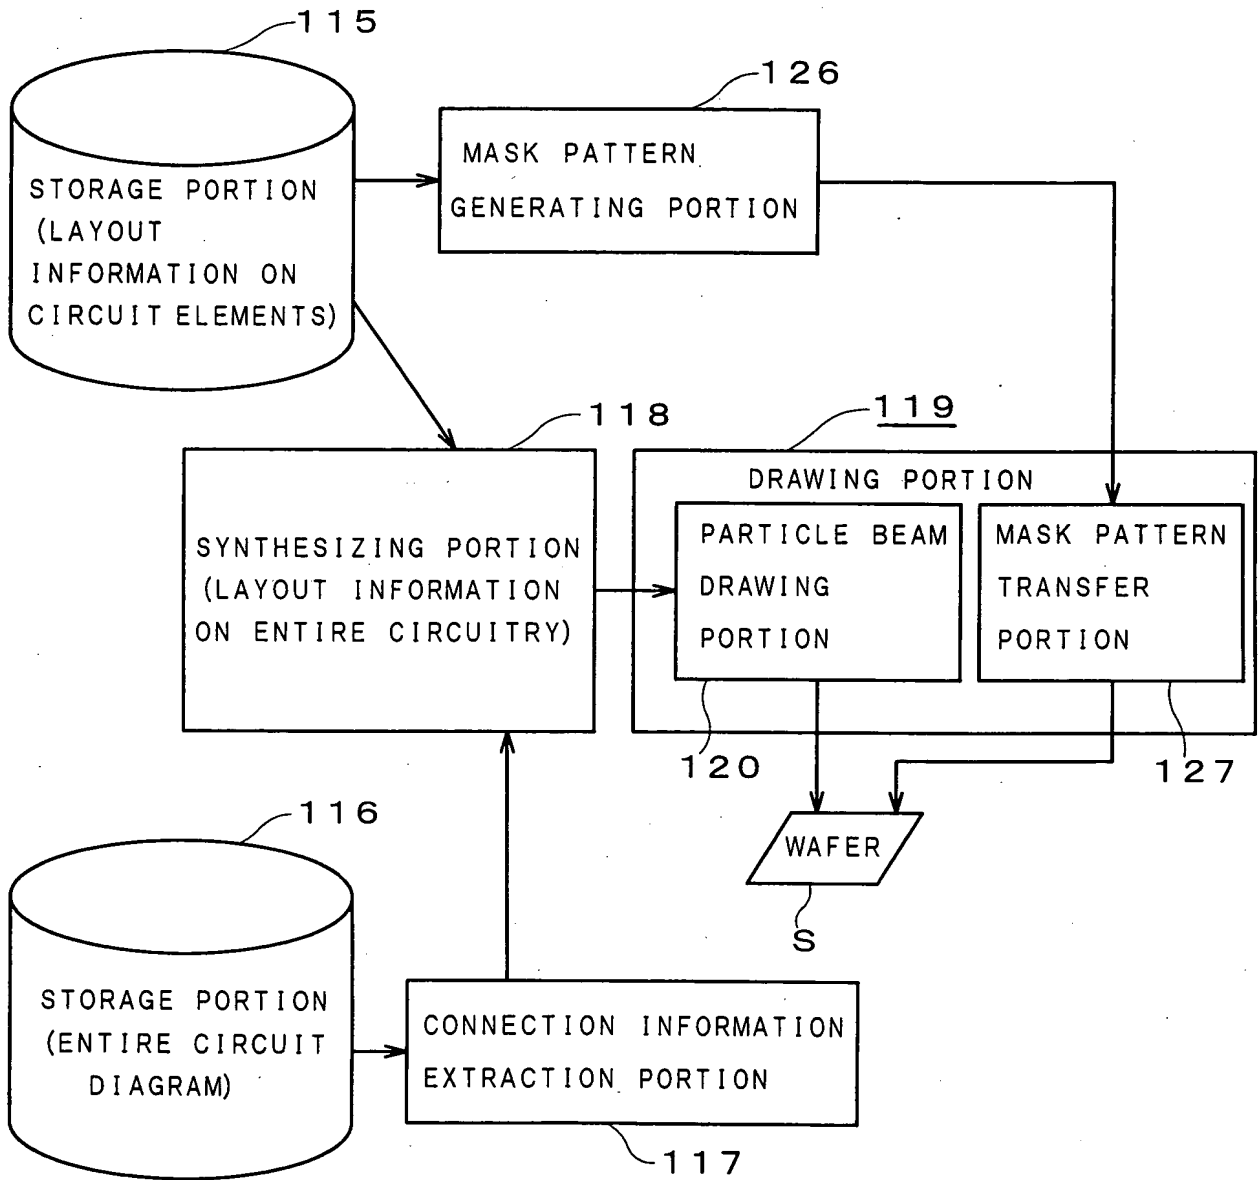 115
126
STORAGE PORTION
(LAYOUT
INFORMATION ON
CIRCUIT ELEMENTS)
MASK PATTERN
GENERATING PORTION
118
119
SYNTHESIZING PORTION
(LAYOUT INFORMATION
ON ENTIRE CIRCUITRY)
DRAWING PORTION
PARTICLE BEAM
DRAWING
PORTION
MASK PATTERN
TRANSFER
PORTION
120
127
WAFER
S
116
STORAGE PORTION
(ENTIRE CIRCUIT
DIAGRAM)
CONNECTION INFORMATION
EXTRACTION PORTION
117